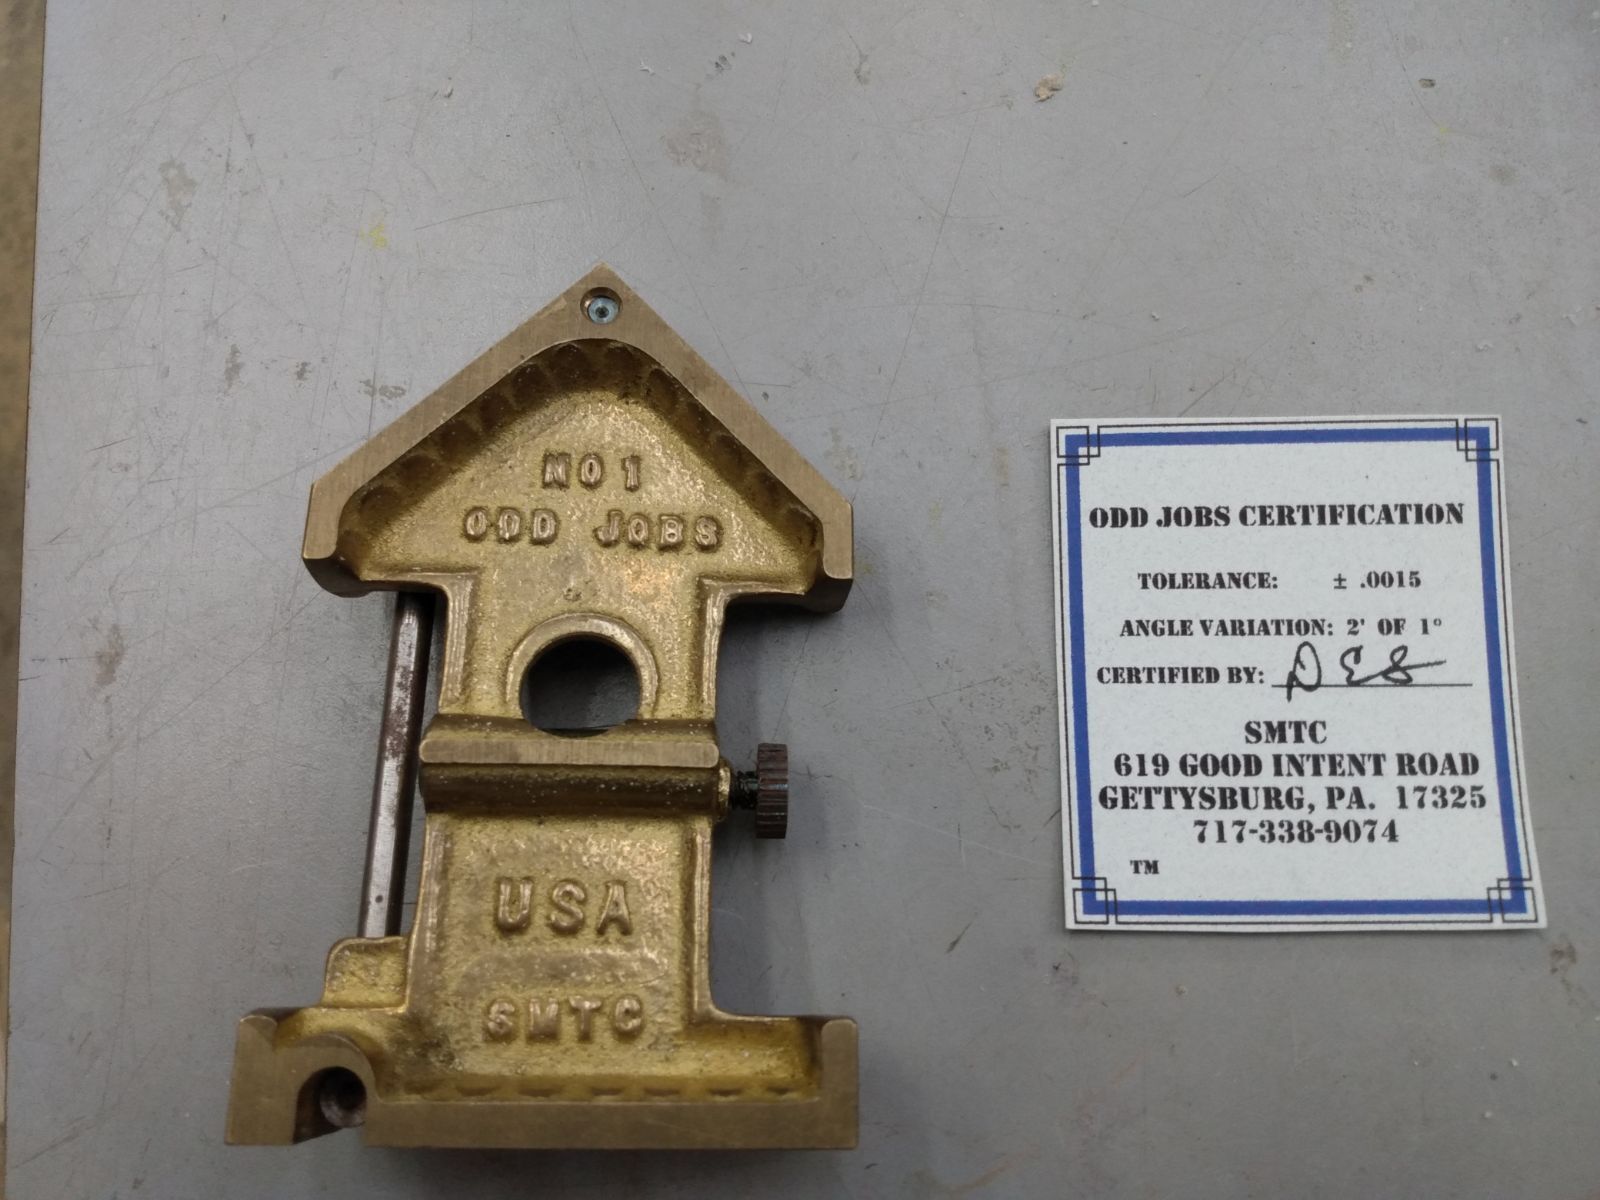 NO 1
ODD JOBS
USA
SMTC
ODD JOBS CERTIFICATION
TOLERANCE: ± .0015
ANGLE VARIATION: 2' OF 1°
CERTIFIED BY: DES
SMTC
619 GOOD INTENT ROAD
GETTYSBURG, PA. 17325
717-338-9074
TM